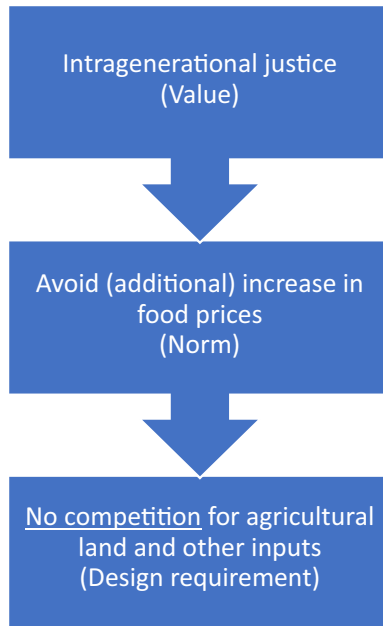 Intragenerational justice
(Value)
Avoid (additional) increase in
food prices
(Norm)
No competition for agricultural
land and other inputs
(Design requirement)